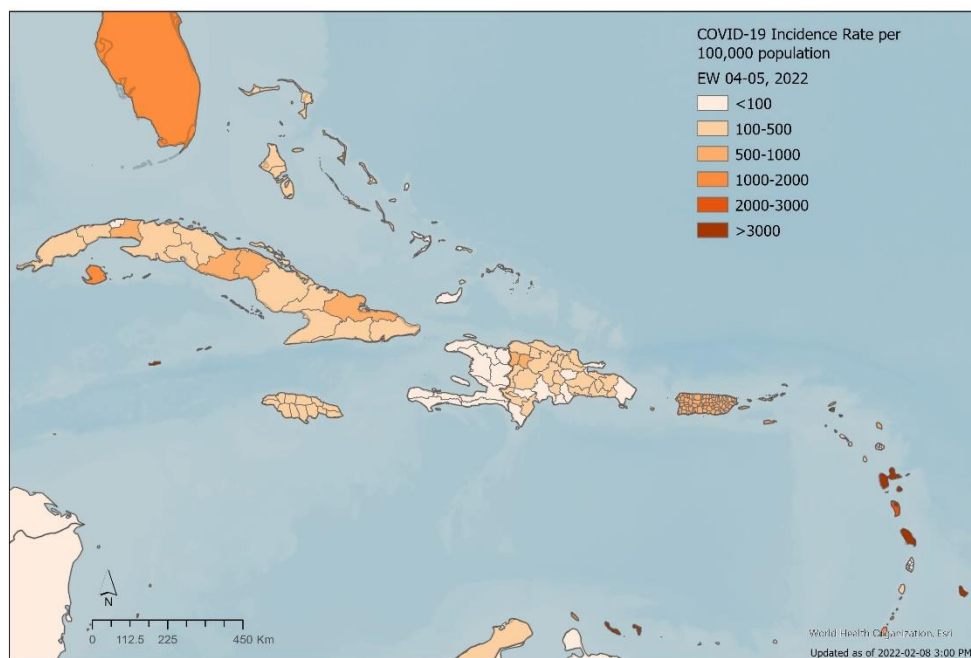 COVID-19 Incidence Rate per
100,000 population
EW 04-05, 2022
<100
100-500
500-1000
1000-2000
2000-3000
>3000
N
0 112.5 225 450 Km
World Health Organization, Esri
Updated as of 2022-02-08 3:00 PM